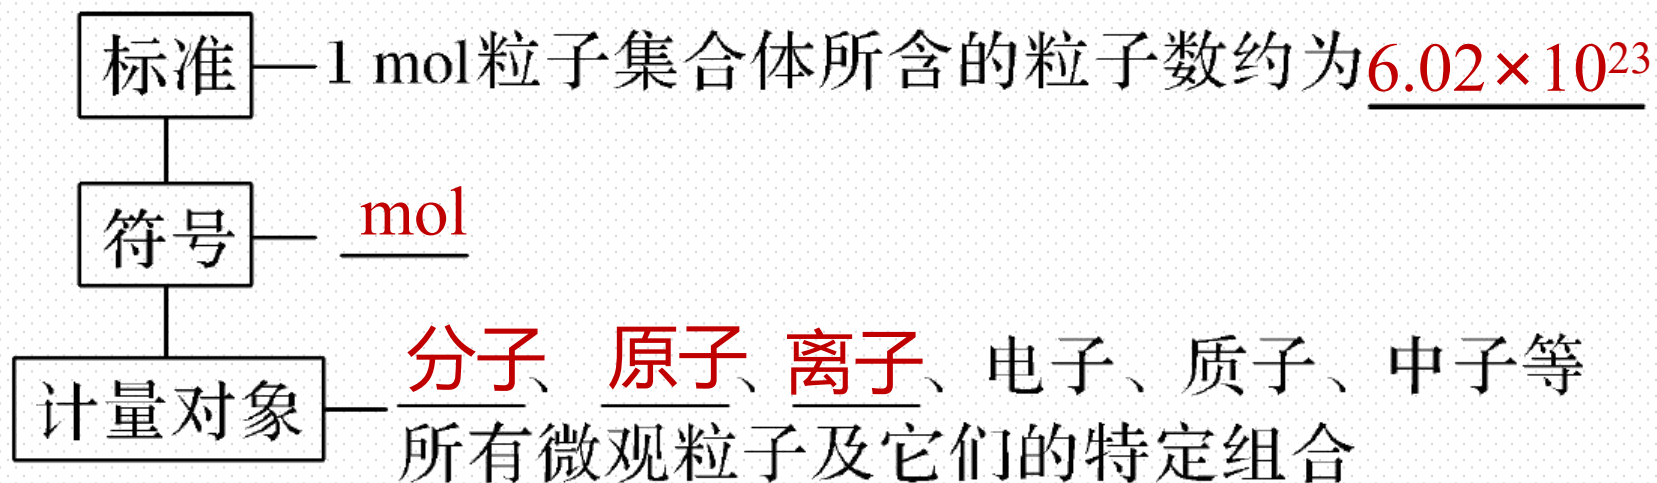 标准 1 mol粒子集合体所含的粒子数约为6.02×10²³
符号 mol
计量对象 分子、原子、离子、电子、质子、中子等
所有微观粒子及它们的特定组合